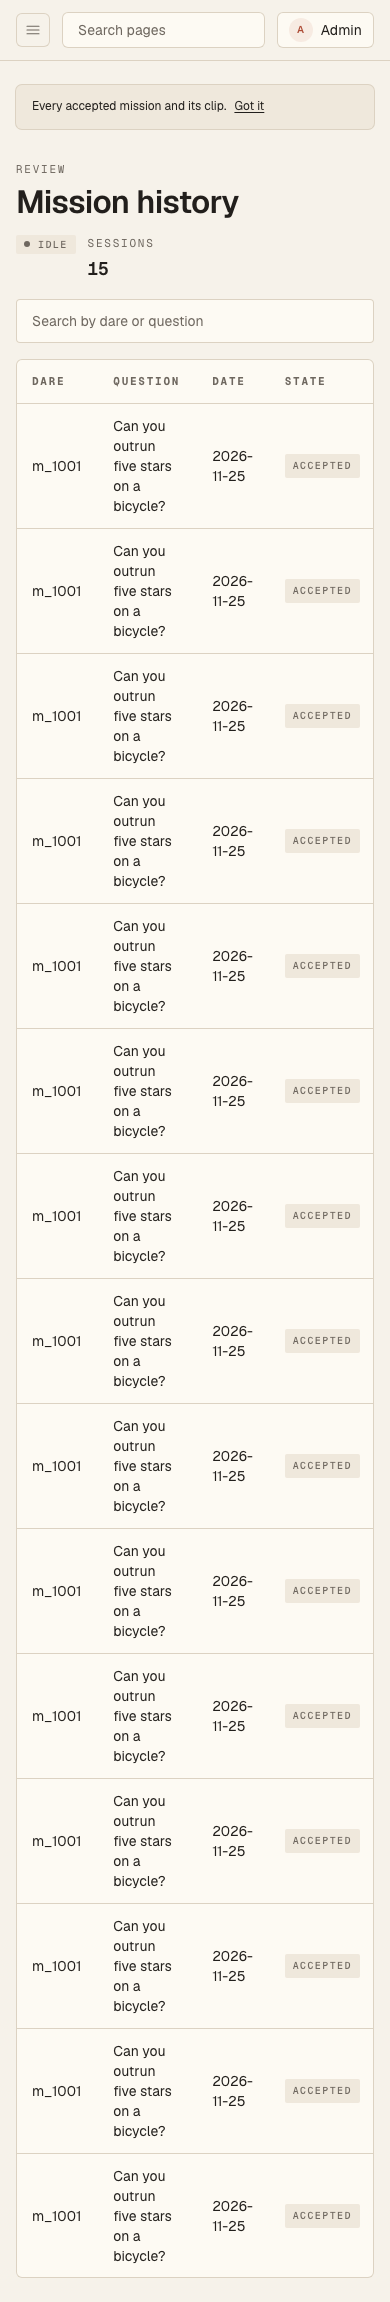 Search pages
A Admin
Every accepted mission and its clip. Got it
REVIEW
Mission history
IDLE SESSIONS
15
Search by dare or question
DARE QUESTION DATE STATE
Can you
outrun
m_1001 five stars 2026-11-25 ACCEPTED
on a
bicycle?
Can you
outrun
m_1001 five stars 2026-11-25 ACCEPTED
on a
bicycle?
Can you
outrun
m_1001 five stars 2026-11-25 ACCEPTED
on a
bicycle?
Can you
outrun
m_1001 five stars 2026-11-25 ACCEPTED
on a
bicycle?
Can you
outrun
m_1001 five stars 2026-11-25 ACCEPTED
on a
bicycle?
Can you
outrun
m_1001 five stars 2026-11-25 ACCEPTED
on a
bicycle?
Can you
outrun
m_1001 five stars 2026-11-25 ACCEPTED
on a
bicycle?
Can you
outrun
m_1001 five stars 2026-11-25 ACCEPTED
on a
bicycle?
Can you
outrun
m_1001 five stars 2026-11-25 ACCEPTED
on a
bicycle?
Can you
outrun
m_1001 five stars 2026-11-25 ACCEPTED
on a
bicycle?
Can you
outrun
m_1001 five stars 2026-11-25 ACCEPTED
on a
bicycle?
Can you
outrun
m_1001 five stars 2026-11-25 ACCEPTED
on a
bicycle?
Can you
outrun
m_1001 five stars 2026-11-25 ACCEPTED
on a
bicycle?
Can you
outrun
m_1001 five stars 2026-11-25 ACCEPTED
on a
bicycle?
Can you
outrun
m_1001 five stars 2026-11-25 ACCEPTED
on a
bicycle?